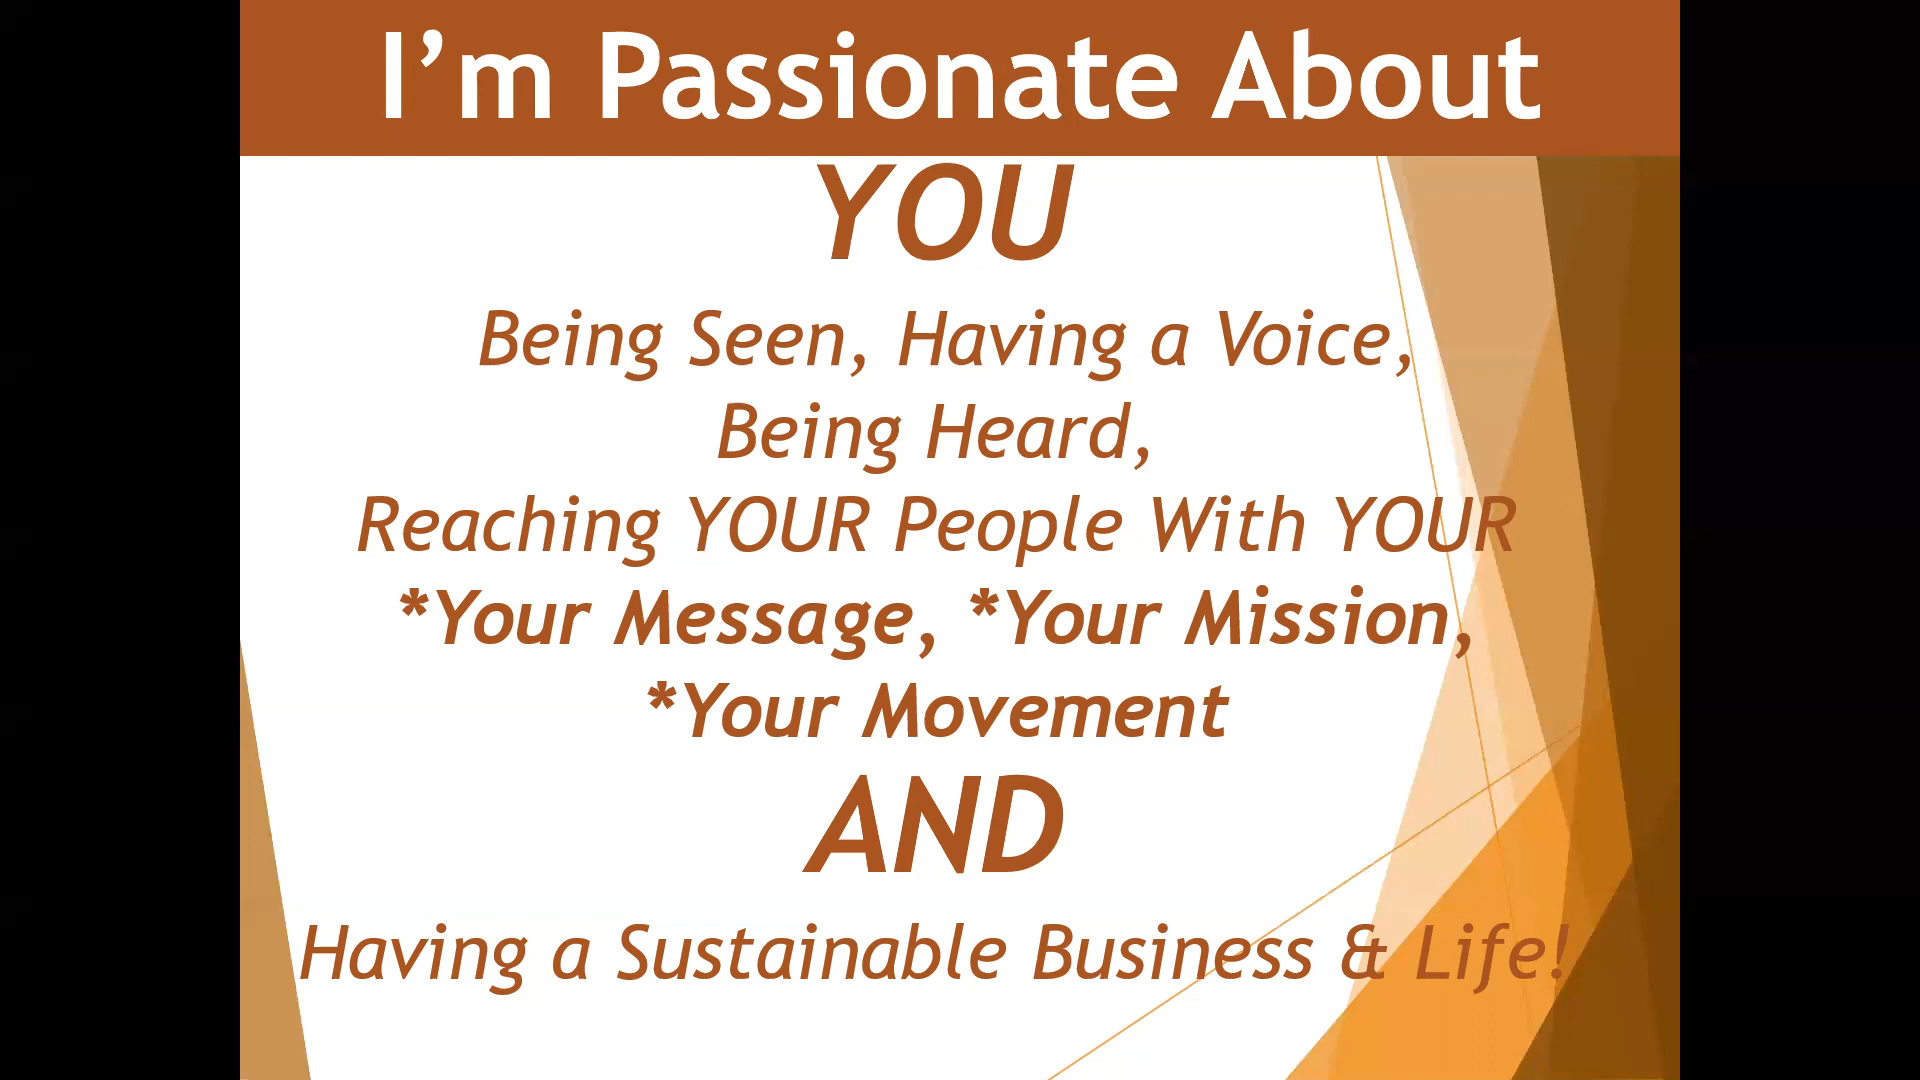 I’m Passionate About
YOU
Being Seen, Having a Voice,
Being Heard,
Reaching YOUR People With YOUR
*Your Message, *Your Mission,
*Your Movement
AND
Having a Sustainable Business & Life!